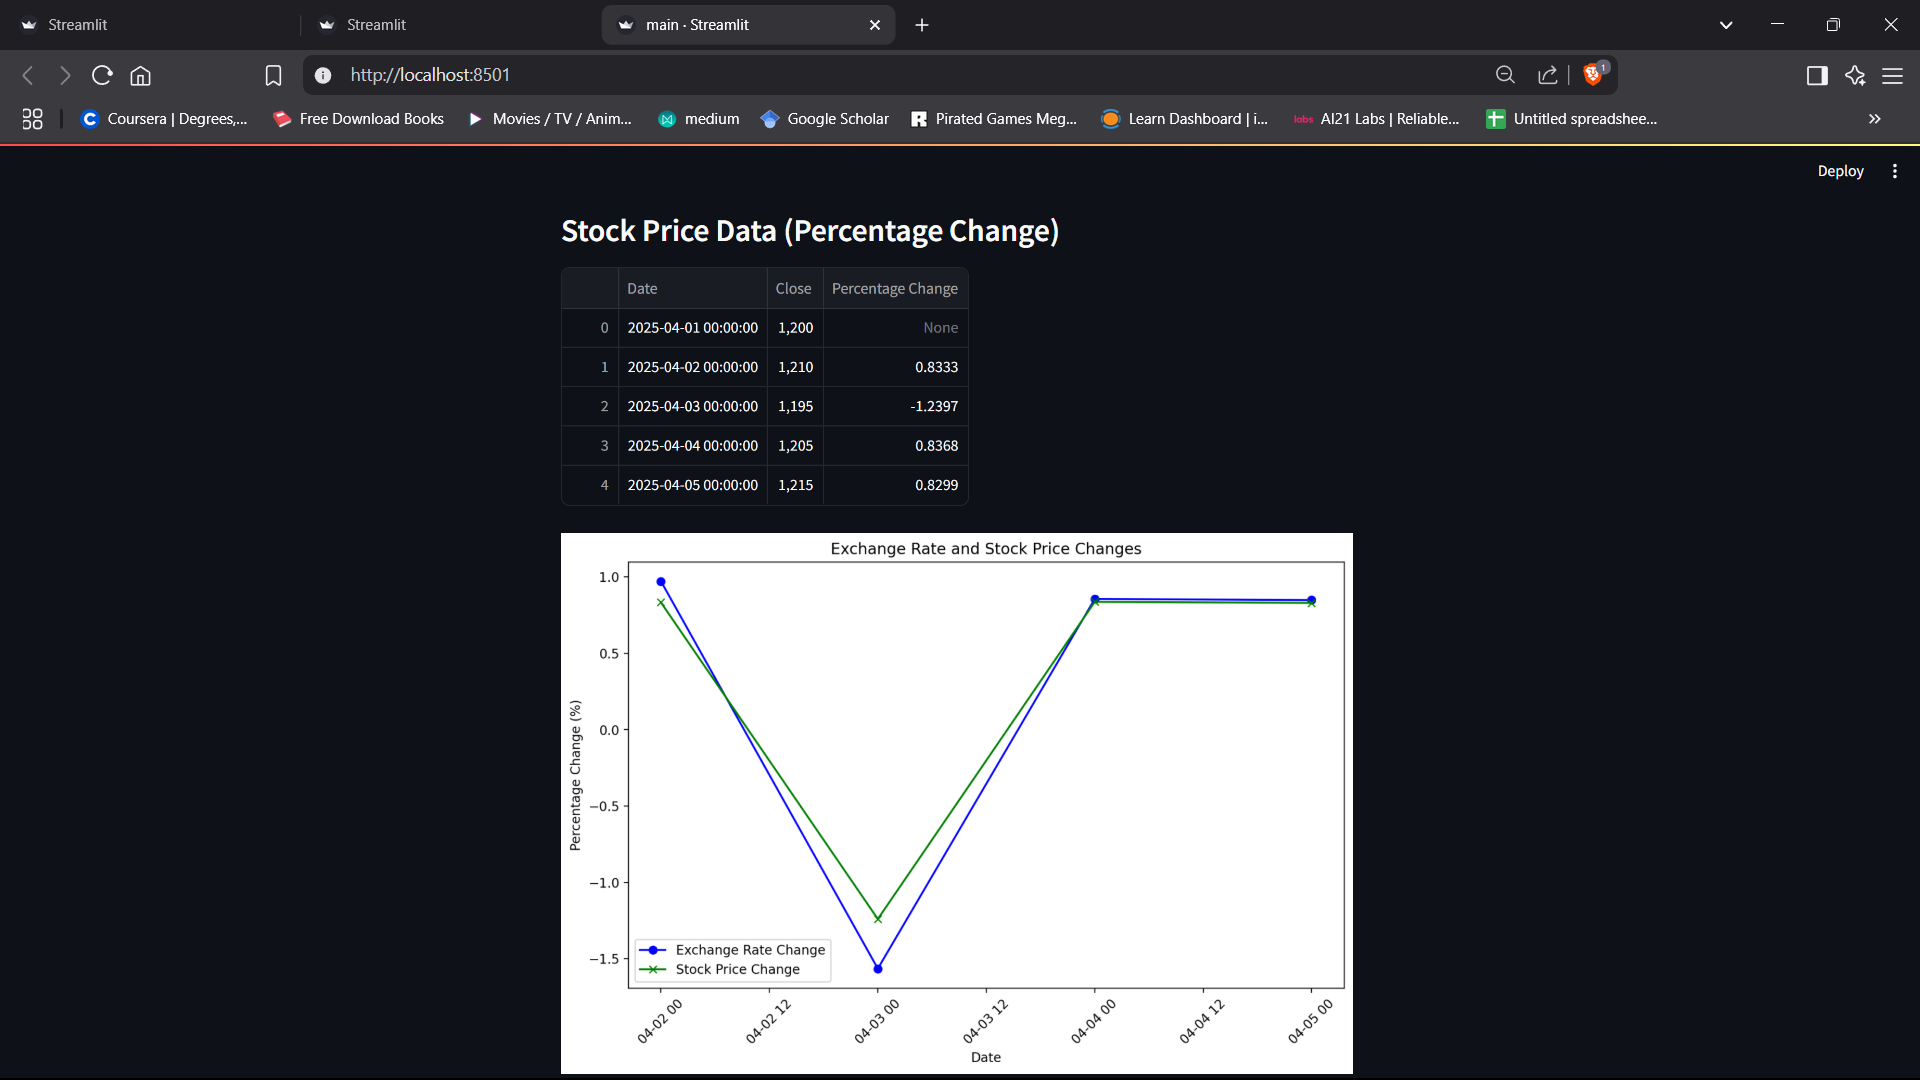 Streamlit
Streamlit
main · Streamlit
http://localhost:8501
1
Coursera | Degrees,...
Free Download Books
Movies / TV / Anim...
medium
Google Scholar
Pirated Games Meg...
Learn Dashboard | i...
labs AI21 Labs | Reliable...
Untitled spreadshee...
Deploy
Stock Price Data (Percentage Change)
Date Close Percentage Change
0 2025-04-01 00:00:00 1,200 None
1 2025-04-02 00:00:00 1,210 0.8333
2 2025-04-03 00:00:00 1,195 -1.2397
3 2025-04-04 00:00:00 1,205 0.8368
4 2025-04-05 00:00:00 1,215 0.8299
Exchange Rate and Stock Price Changes
1.0
0.5
0.0
−0.5
−1.0
−1.5
Percentage Change (%)
Exchange Rate Change
Stock Price Change
04-02 00
04-02 12
04-03 00
04-03 12
04-04 00
04-04 12
04-05 00
Date